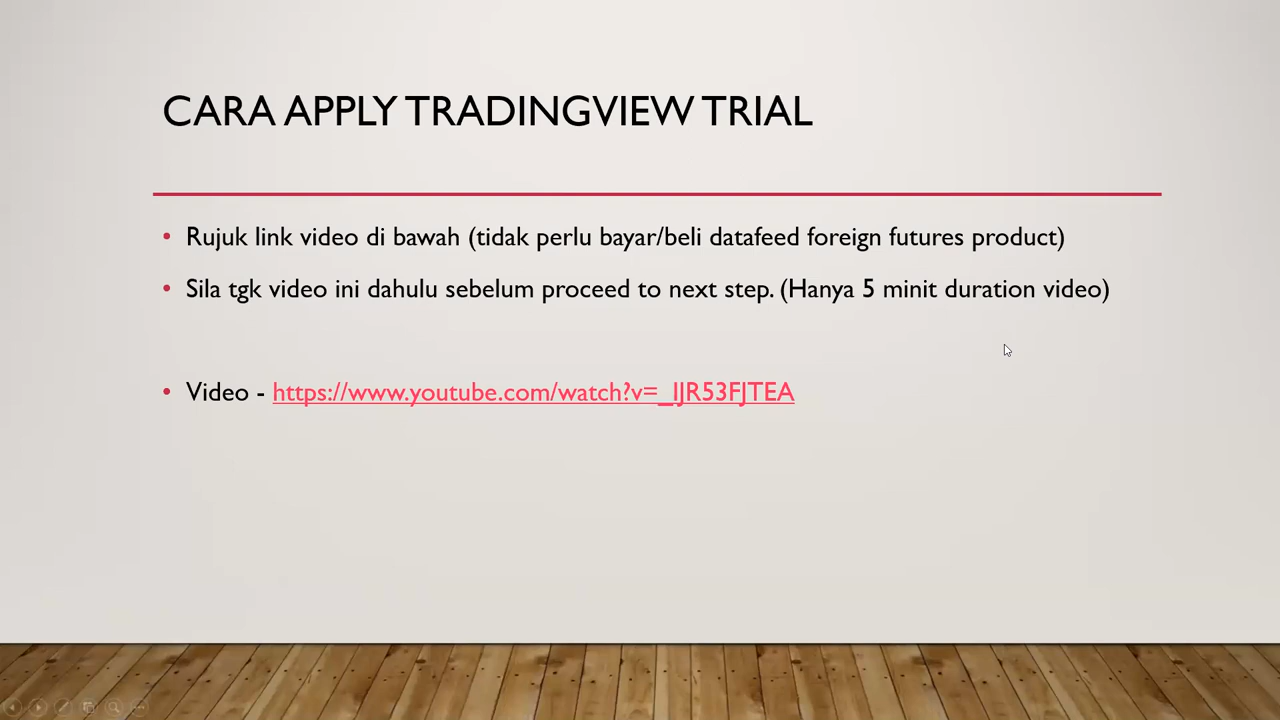 CARA APPLY TRADINGVIEW TRIAL
• Rujuk link video di bawah (tidak perlu bayar/beli datafeed foreign futures product)
• Sila tgk video ini dahulu sebelum proceed to next step. (Hanya 5 minit duration video)
• Video - https://www.youtube.com/watch?v=_IJR53FJTEA